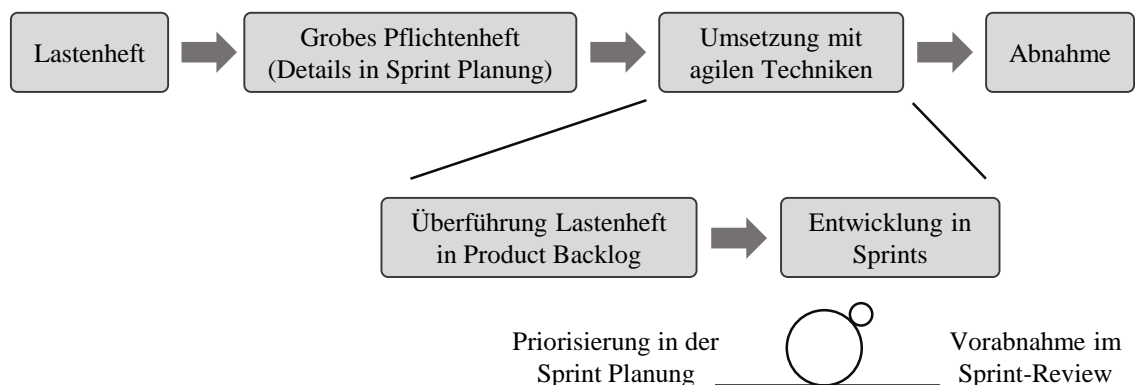 Lastenheft
Grobes Pflichtenheft
(Details in Sprint Planung)
Umsetzung mit
agilen Techniken
Abnahme
Überführung Lastenheft
in Product Backlog
Entwicklung in
Sprints
Priorisierung in der
Sprint Planung
Vorabnahme im
Sprint-Review